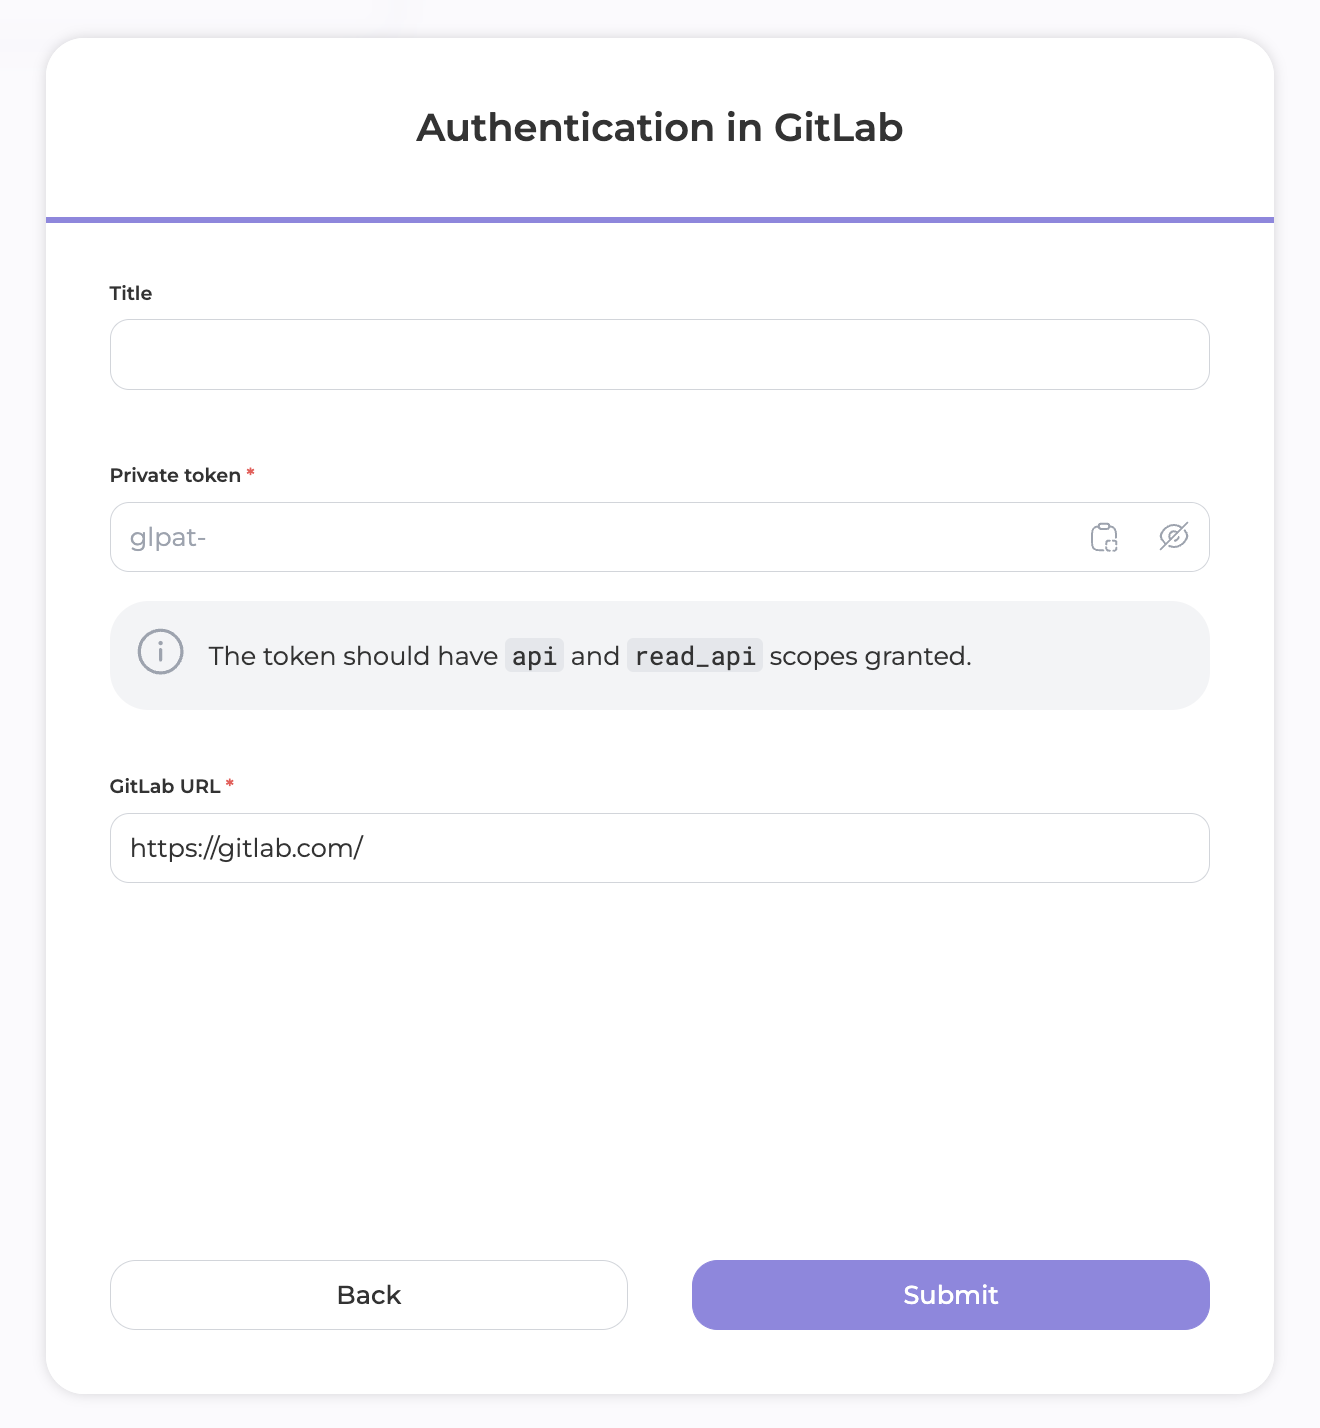 Authentication in GitLab
Title
Private token *
glpat-
The token should have api and read_api scopes granted.
GitLab URL *
https://gitlab.com/
Back
Submit